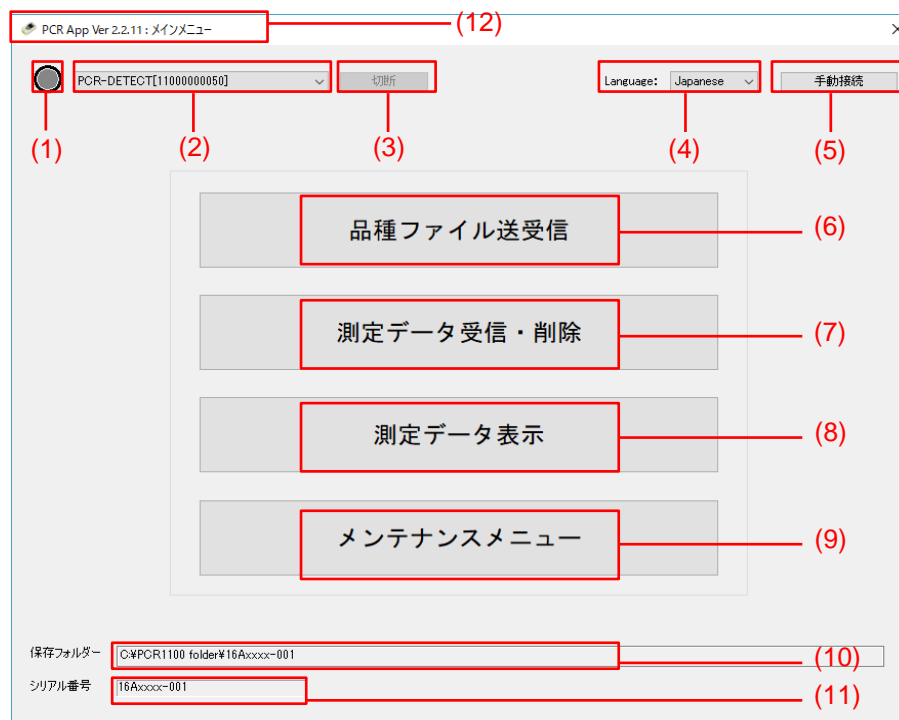 PCR App Ver 2.2.11 : メインメニュー
(12)
PCR-DETECT[11000000050]
切断
Language:
Japanese
手動接続
(1)
(2)
(3)
(4)
(5)
品種ファイル送受信
(6)
測定データ受信・削除
(7)
測定データ表示
(8)
メンテナンスメニュー
(9)
保存フォルダー
C:¥PCR1100 folder¥16Axxxx-001
(10)
シリアル番号
16Axxxx-001
(11)